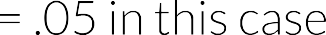 = .05 in this case